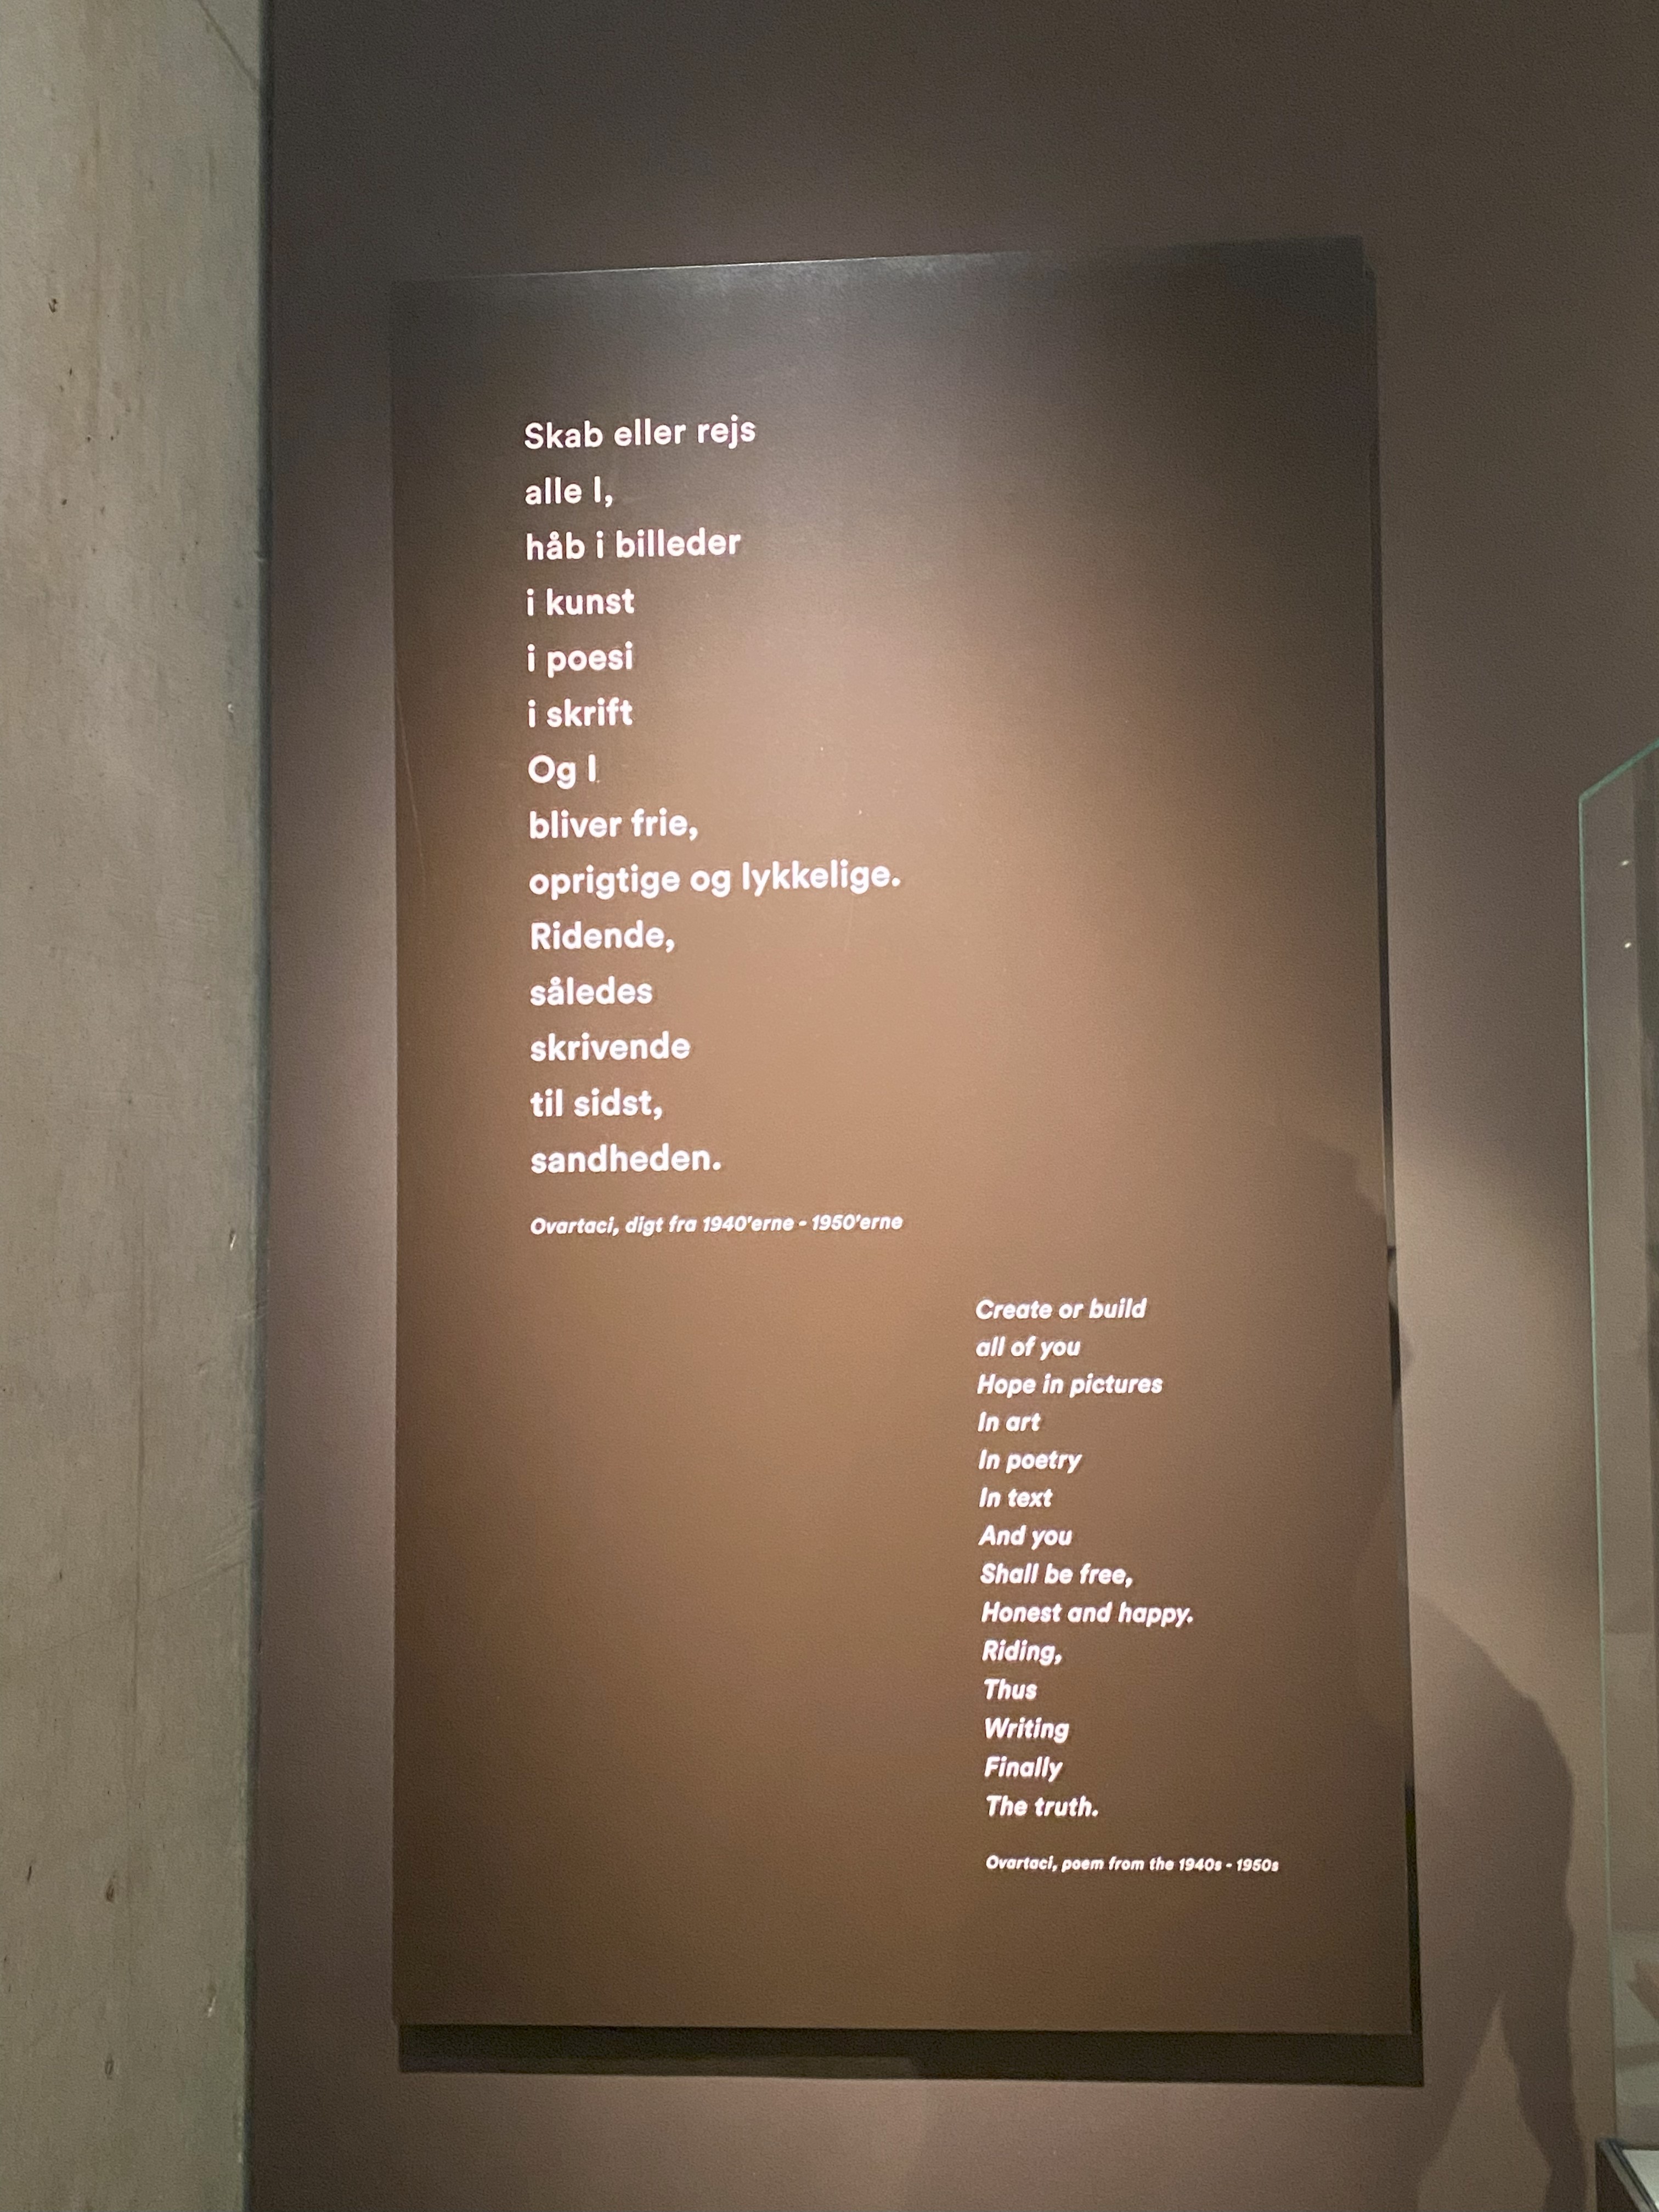 Skab eller rejs
alle I,
håb i billeder
i kunst
i poesi
i skrift
Og I
bliver frie,
oprigtige og lykkelige.
Ridende,
således
skrivende
til sidst,
sandheden.
Ovartaci, digt fra 1940'erne - 1950'erne
Create or build
all of you
Hope in pictures
In art
In poetry
In text
And you
Shall be free,
Honest and happy.
Riding,
Thus
Writing
Finally
The truth.
Ovartaci, poem from the 1940s - 1950s